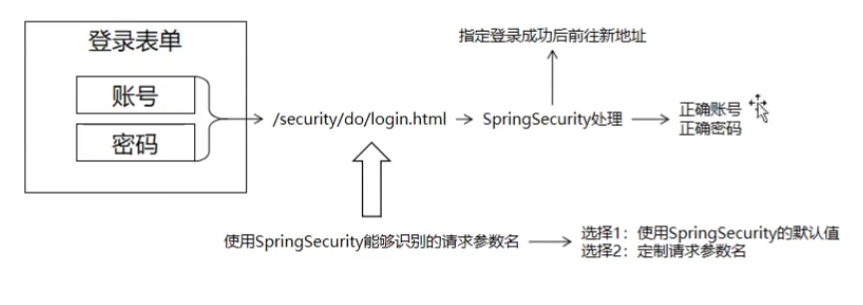 指定登录成功后前往新地址
登录表单
账号
密码
/security/do/login.html
SpringSecurity处理
正确账号
正确密码
使用SpringSecurity能够识别的请求参数名
选择1：使用SpringSecurity的默认值
选择2：定制请求参数名